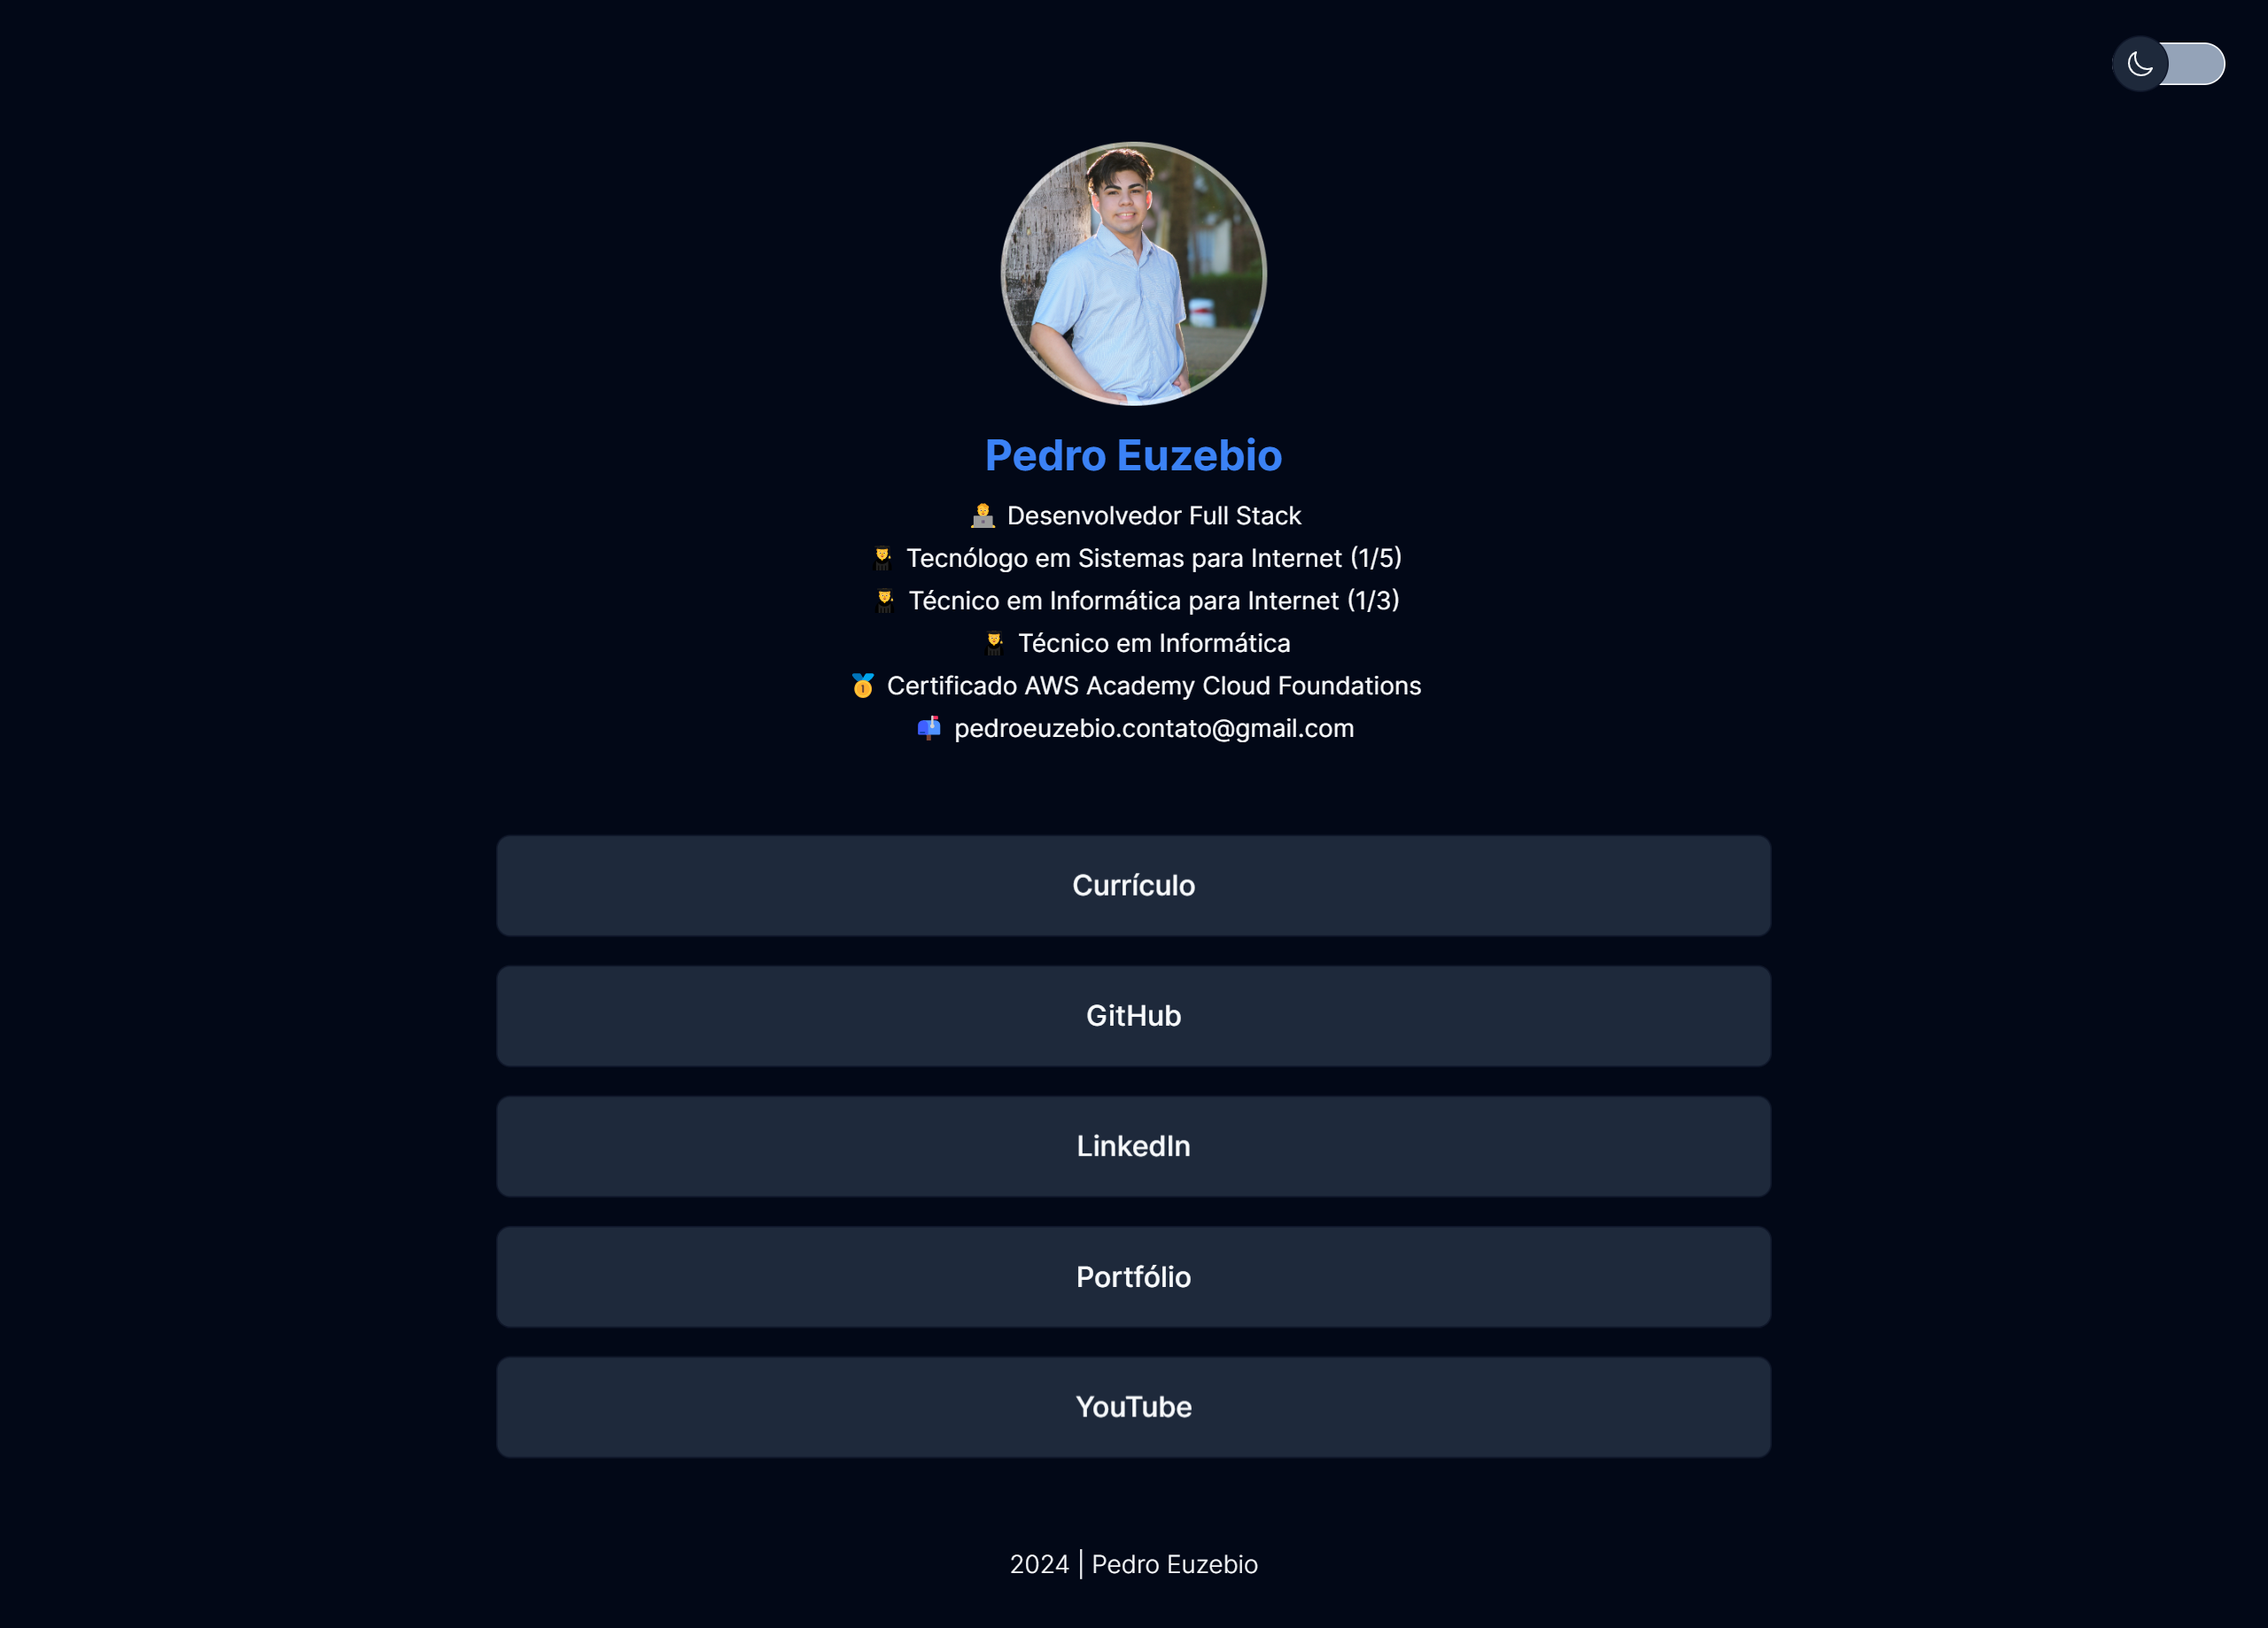 Pedro Euzebio
Desenvolvedor Full Stack
Tecnólogo em Sistemas para Internet (1/5)
Técnico em Informática para Internet (1/3)
Técnico em Informática
Certificado AWS Academy Cloud Foundations
pedroeuzebio.contato@gmail.com
Currículo
GitHub
LinkedIn
Portfólio
YouTube
2024 | Pedro Euzebio